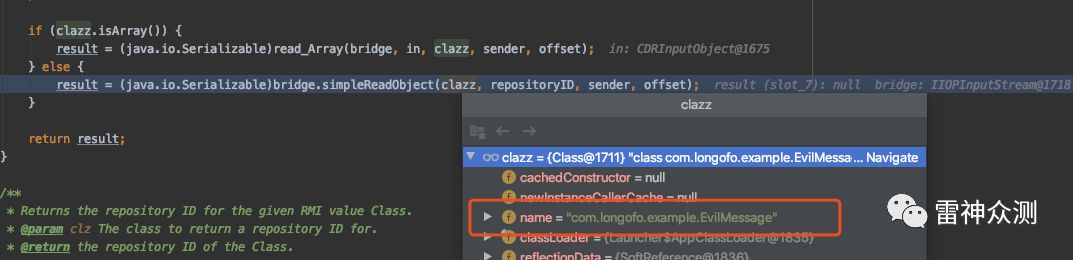 if (clazz.isArray()) {
result = (java.io.Serializable)read_Array(bridge, in, clazz, sender, offset); in: CDRInputObject@1675
} else {
result = (java.io.Serializable)bridge.simpleReadObject(clazz, repositoryID, sender, offset); result (slot_7): null bridge: IIOPInputStream@1718
}
clazz
return result;
}
clazz = {Class@1711} "class com.longofo.example.EvilMessa... Navigate
cachedConstructor = null
newInstanceCallerCache = null
/**
name = "com.longofo.example.EvilMessage"
* Returns the repository ID for the given RMI value Class.
* @param clz The class to return a repository ID for.
classLoader = {Launcher$AppClassLoader@1835}
* @return the repository ID of the Class.
reflectionData = {SoftReference@1836}
雷神众测